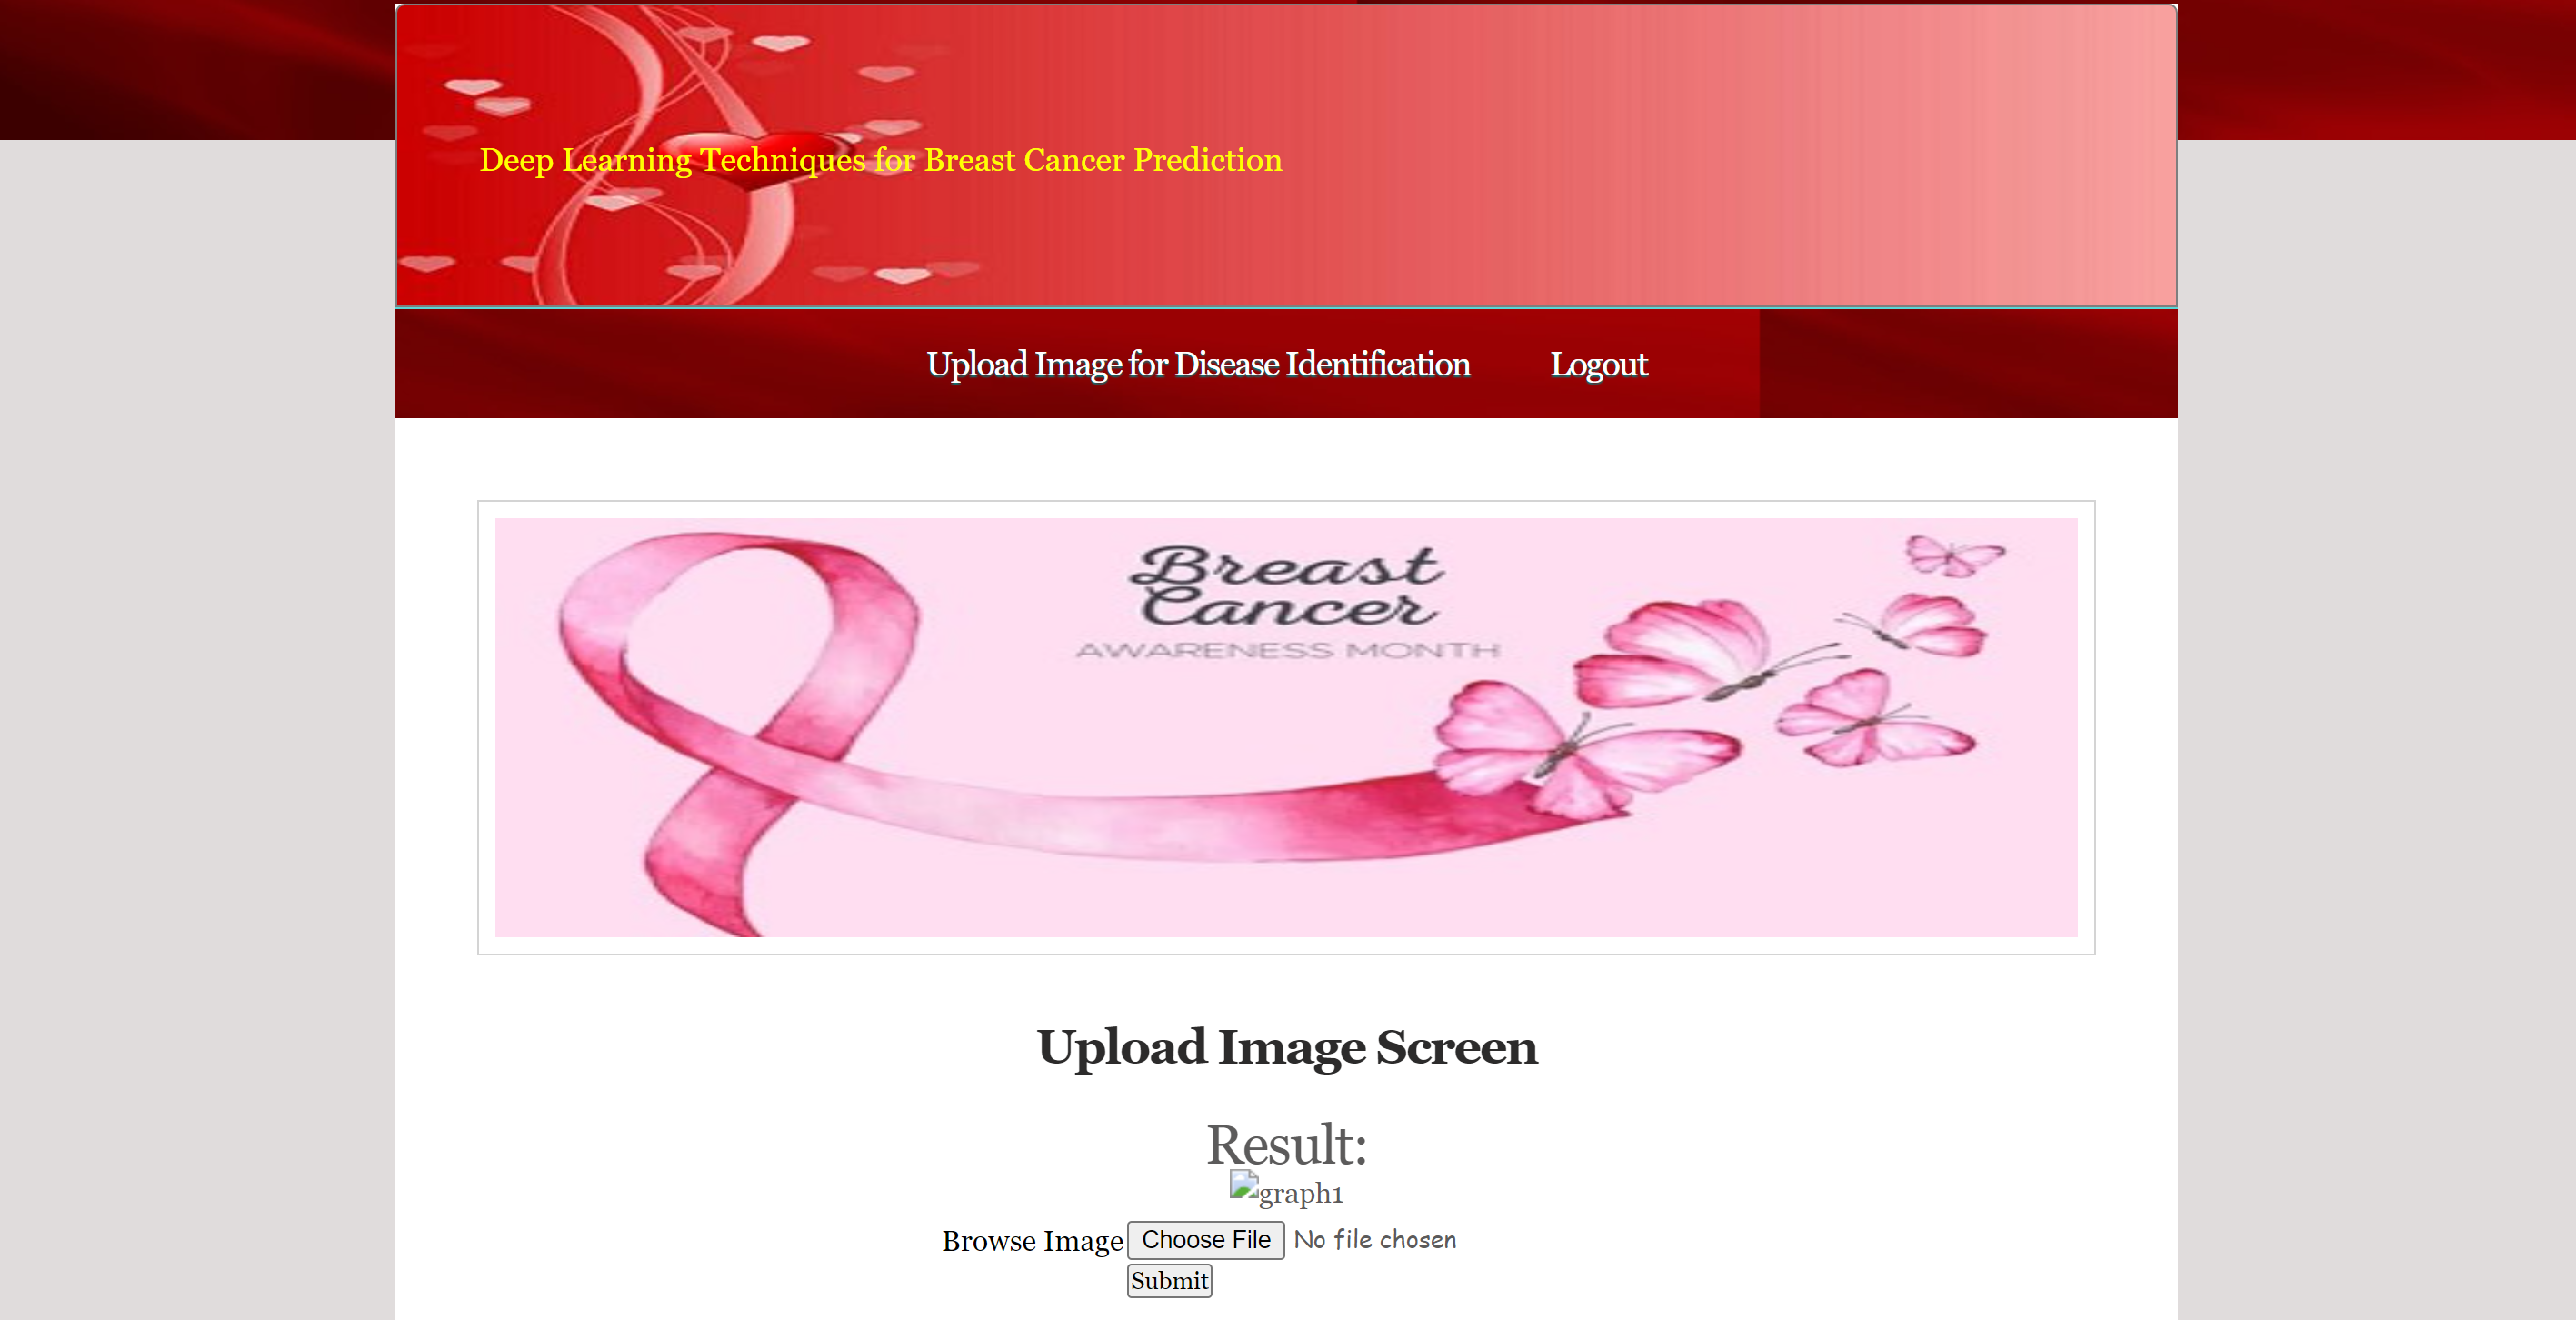 Deep Learning Techniques for Breast Cancer Prediction
Upload Image for Disease Identification Logout
Breast
Cancer
AWARENESS MONTH
Upload Image Screen
Result:
graph1
Browse Image Choose File No file chosen
Submit